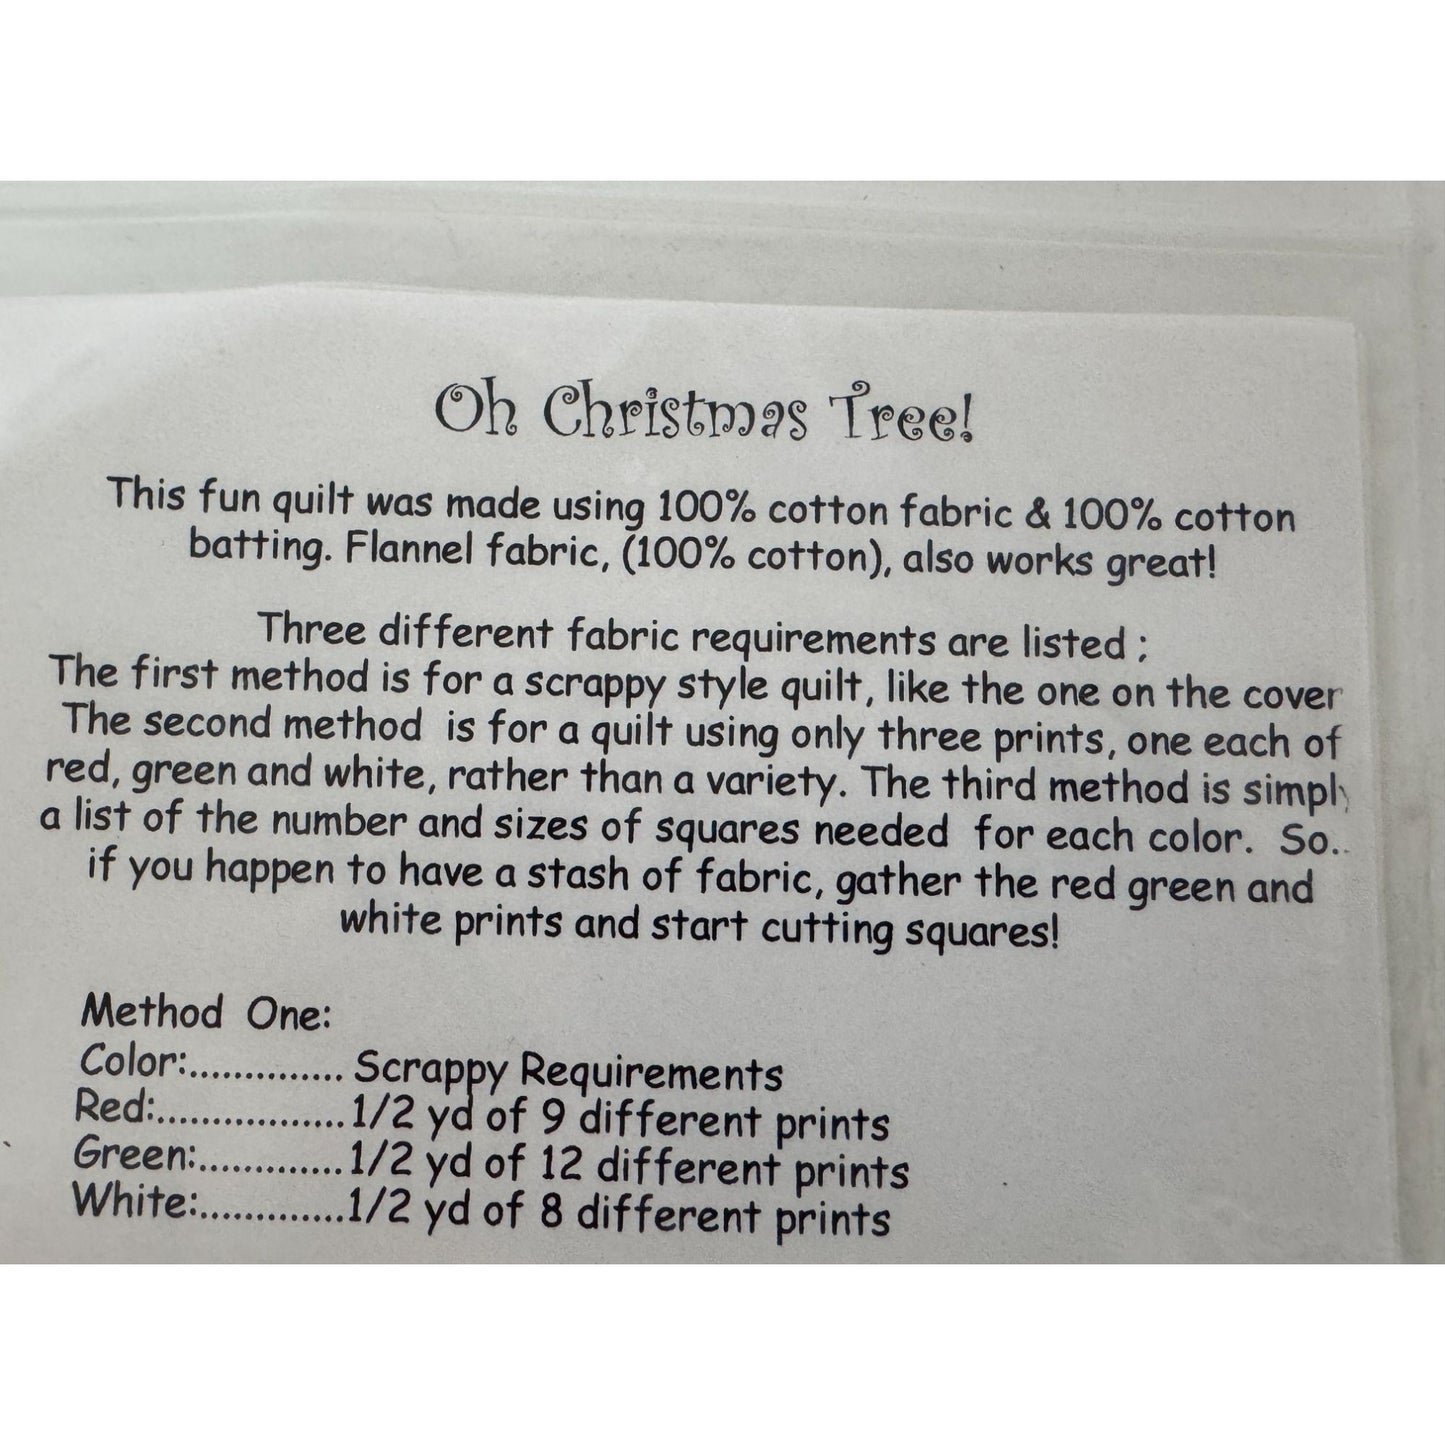 Oh Christmas Tree!
This fun quilt was made using 100% cotton fabric & 100% cotton
batting. Flannel fabric, (100% cotton), also works great!
Three different fabric requirements are listed ;
The first method is for a scrappy style quilt, like the one on the cover
The second method is for a quilt using only three prints, one each of
red, green and white, rather than a variety. The third method is simply
a list of the number and sizes of squares needed for each color. So..
if you happen to have a stash of fabric, gather the red green and
white prints and start cutting squares!
Method One:
Color:.............. Scrappy Requirements
Red:.................1/2 yd of 9 different prints
Green:.............1/2 yd of 12 different prints
White:.............1/2 yd of 8 different prints